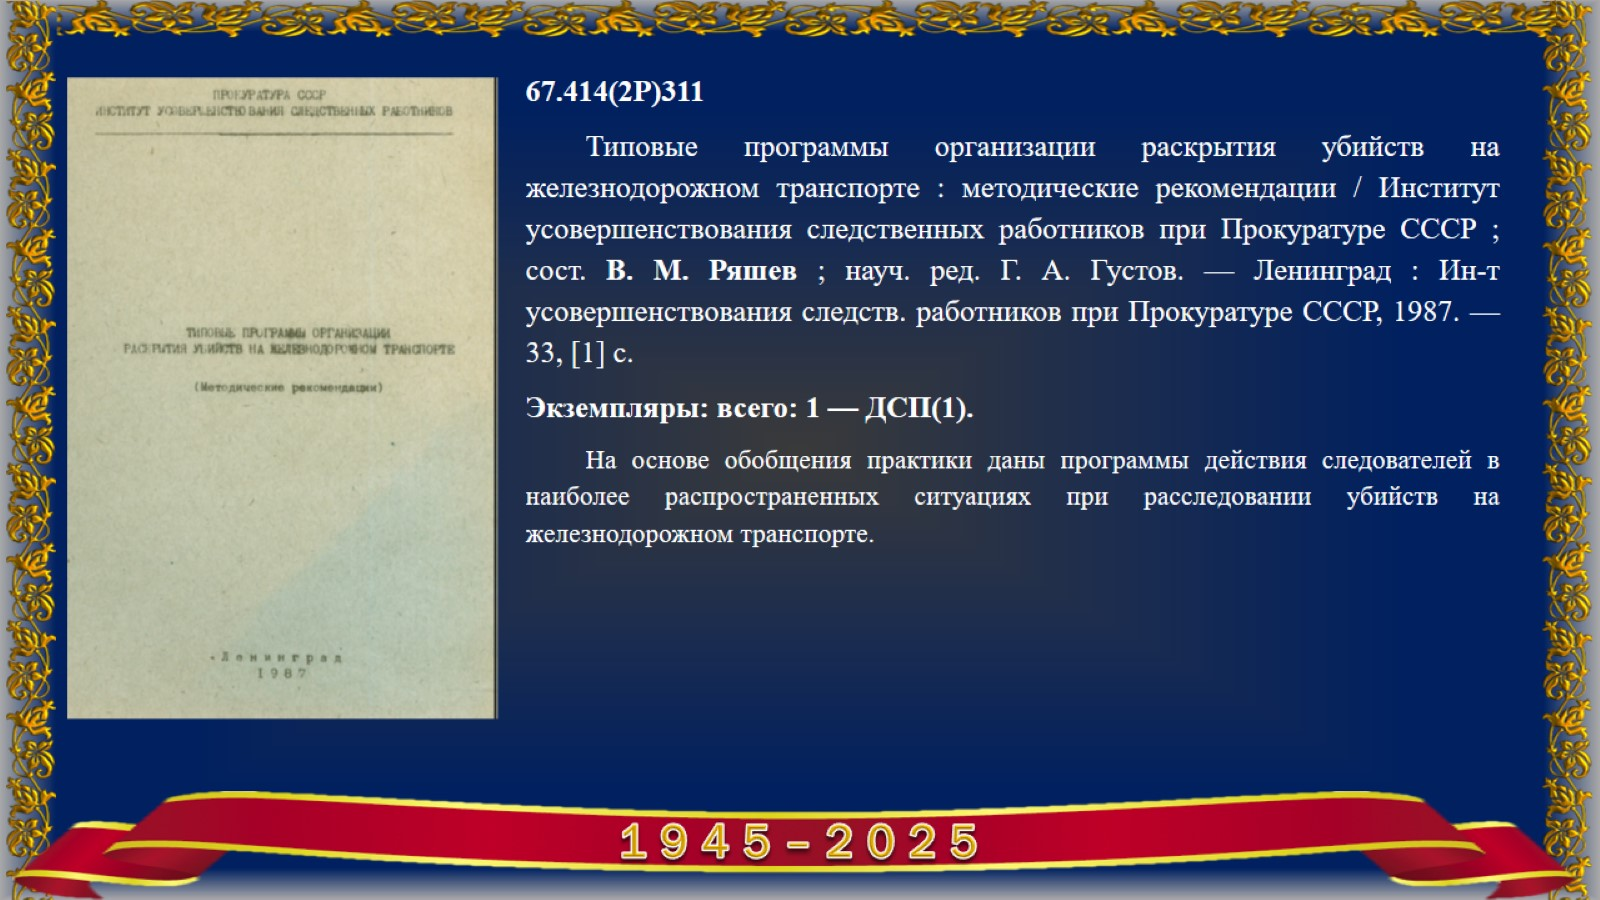 ПРОКУРАТУРА СССР
ИНСТИТУТ УСОВЕРШЕНСТВОВАНИЯ СЛЕДСТВЕННЫХ РАБОТНИКОВ
ТИПОВЫЕ ПРОГРАММЫ ОРГАНИЗАЦИИ
РАСКРЫТИЯ УБИЙСТВ НА ЖЕЛЕЗНОДОРОЖНОМ ТРАНСПОРТЕ
(Методические рекомендации)
Ленинград
1987
67.414(2Р)311
Типовые программы организации раскрытия убийств на
железнодорожном транспорте : методические рекомендации / Институт
усовершенствования следственных работников при Прокуратуре СССР ;
сост. В. М. Ряшев ; науч. ред. Г. А. Густов. — Ленинград : Ин-т
усовершенствования следств. работников при Прокуратуре СССР, 1987. —
33, [1] с.
Экземпляры: всего: 1 — ДСП(1).
На основе обобщения практики даны программы действия следователей в
наиболее распространенных ситуациях при расследовании убийств на
железнодорожном транспорте.
1945–2025